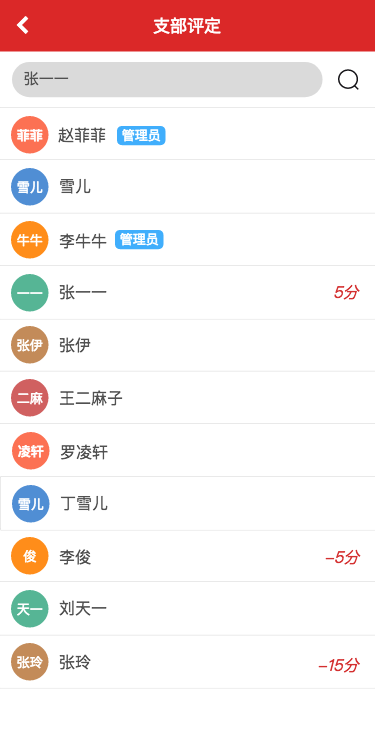 支部评定
张一一
菲菲 赵菲菲 管理员
雪儿 雪儿
牛牛 李牛牛 管理员
一一 张一一 5分
张伊 张伊
二麻 王二麻子
凌轩 罗凌轩
雪儿 丁雪儿
俊 李俊 -5分
天一 刘天一
张玲 张玲 -15分